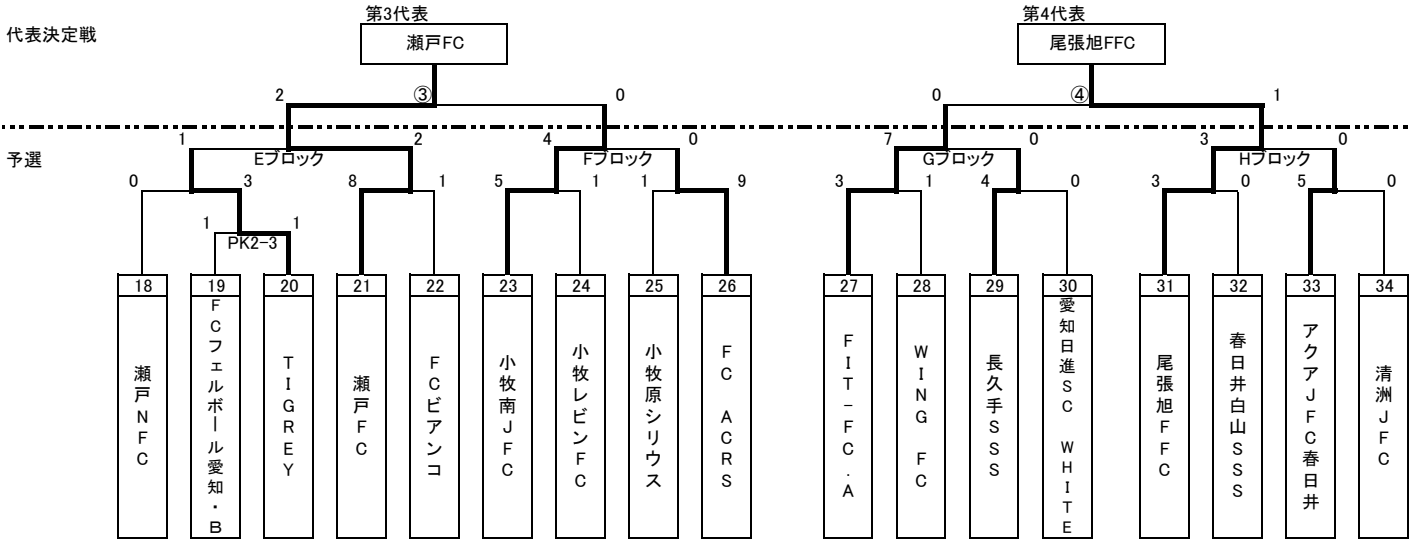 第3代表
第4代表
代表決定戦
瀬戸FC
尾張旭FFC
2
③
0
0
④
1
1
2
4
0
7
0
3
0
予選
Eブロック
Fブロック
Gブロック
Hブロック
0
3
8
1
5
1
1
9
3
1
4
0
3
0
5
0
1
1
PK2-3
18
19
20
21
22
23
24
25
26
27
28
29
30
31
32
33
34
瀬戸NFC
FCフェルボール愛知・B
TIGREY
瀬戸FC
FCビアンコ
小牧南JFC
小牧レビンFC
小牧原シリウス
FC ACRS
FIT-FC.A
WING FC
長久手SSS
愛知日進SC WHITE
尾張旭FFC
春日井白山SSS
アクアJFC春日井
清洲JFC